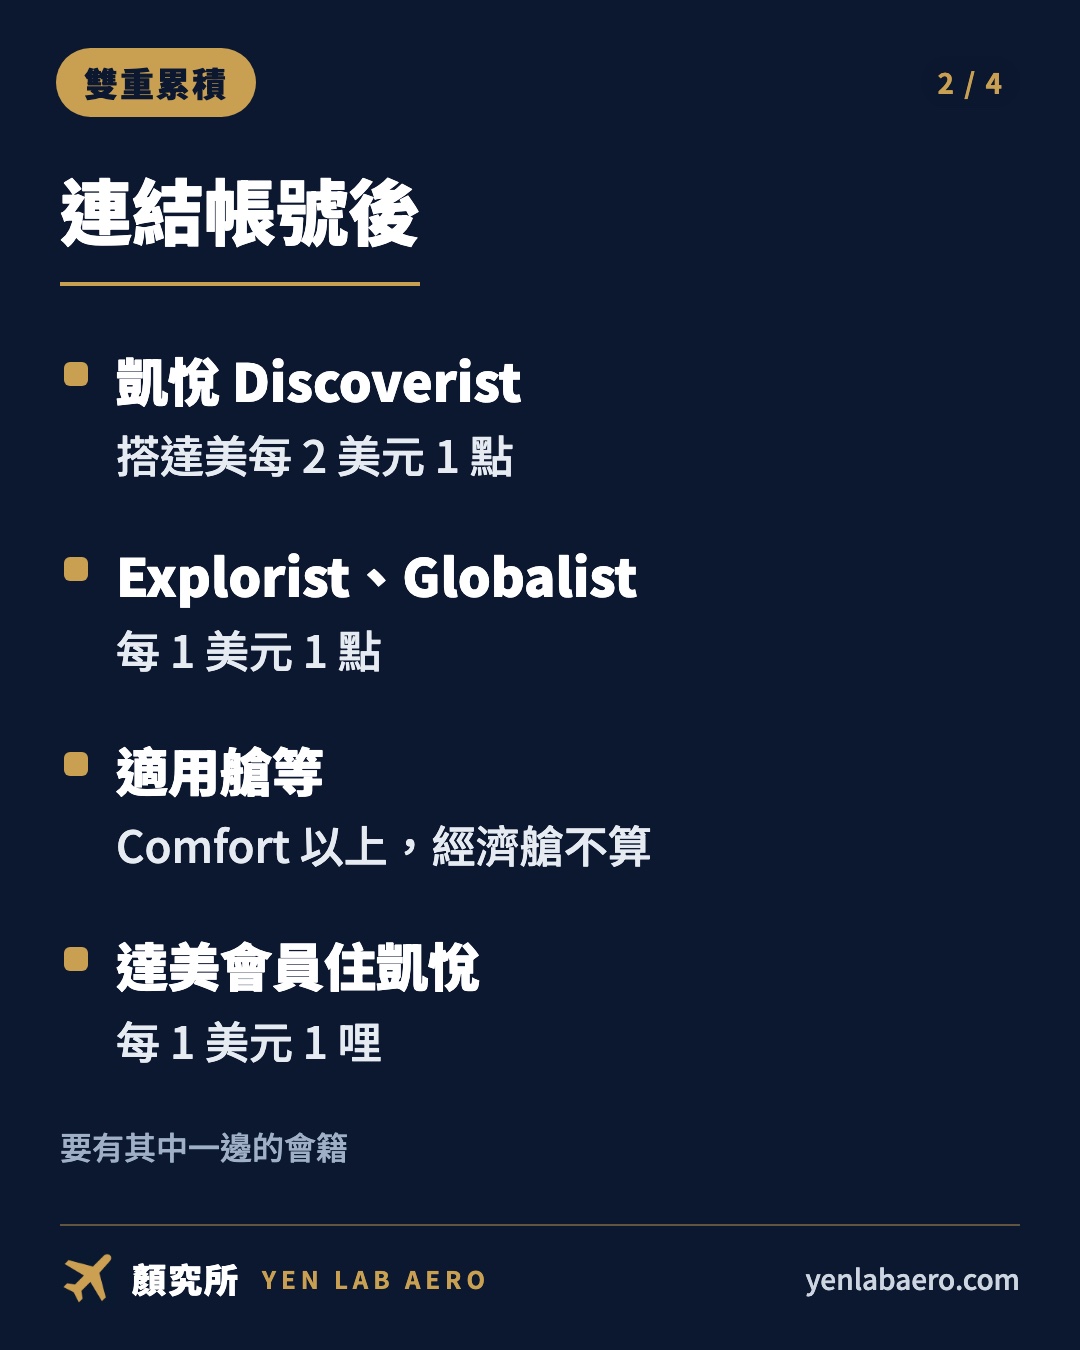 雙重累積
2 / 4
連結帳號後
凱悅 Discoverist
搭達美每 2 美元 1 點
Explorist、Globalist
每 1 美元 1 點
適用艙等
Comfort 以上，經濟艙不算
達美會員住凱悅
每 1 美元 1 哩
要有其中一邊的會籍
顏究所 YEN LAB AERO
yenlabaero.com